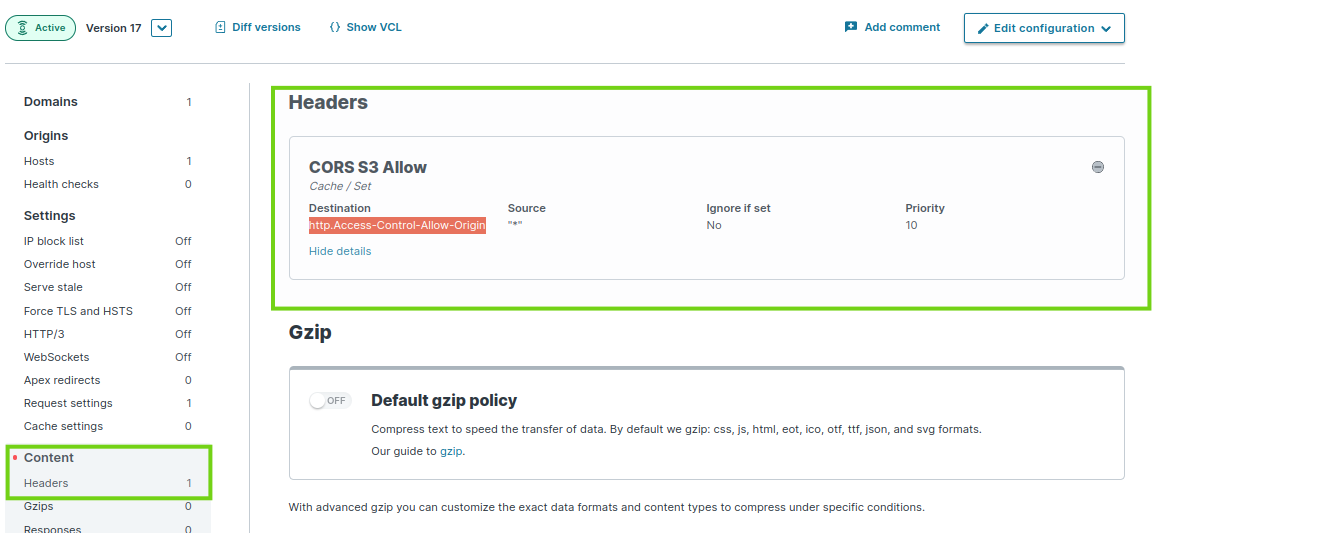 Active Version 17 Diff versions {} Show VCL Add comment Edit configuration
Domains 1
Origins
Hosts 1
Health checks 0
Settings
IP block list Off
Override host Off
Serve stale Off
Force TLS and HSTS Off
HTTP/3 Off
WebSockets Off
Apex redirects 0
Request settings 1
Cache settings 0
Content
Headers 1
Gzips 0
Responses 0
Headers
CORS S3 Allow
Cache / Set
Destination Source Ignore if set Priority
http.Access-Control-Allow-Origin "*" No 10
Hide details
Gzip
OFF Default gzip policy
Compress text to speed the transfer of data. By default we gzip: css, js, html, eot, ico, otf, ttf, json, and svg formats.
Our guide to gzip.
With advanced gzip you can customize the exact data formats and content types to compress under specific conditions.